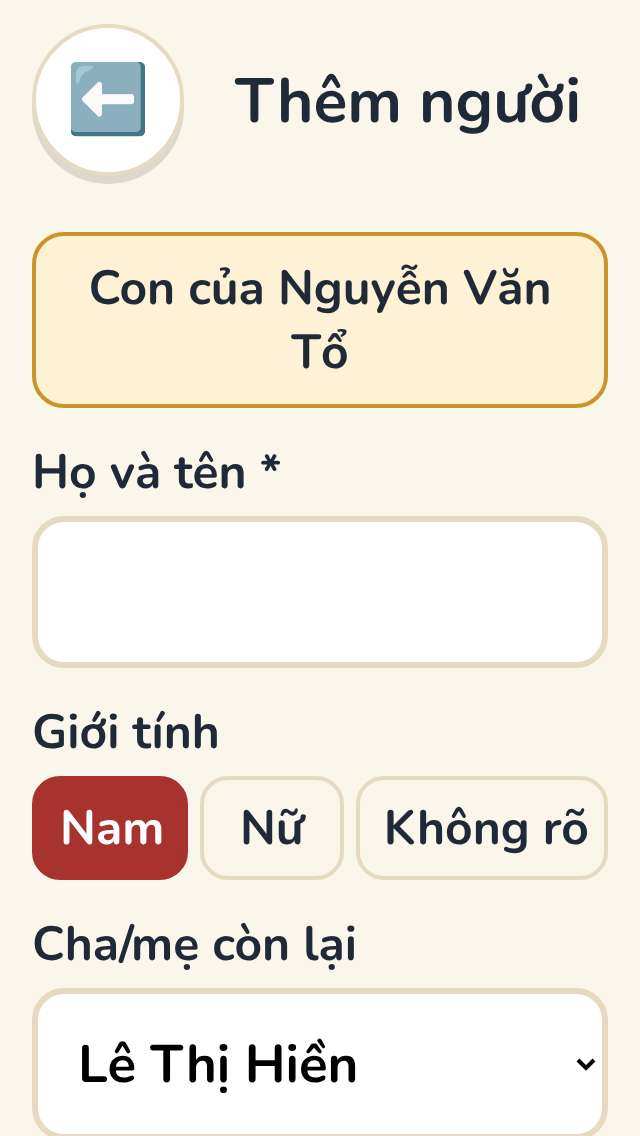 Thêm người
Con của Nguyễn Văn
Tổ
Họ và tên *
Giới tính
Nam
Nữ
Không rõ
Cha/mẹ còn lại
Lê Thị Hiền